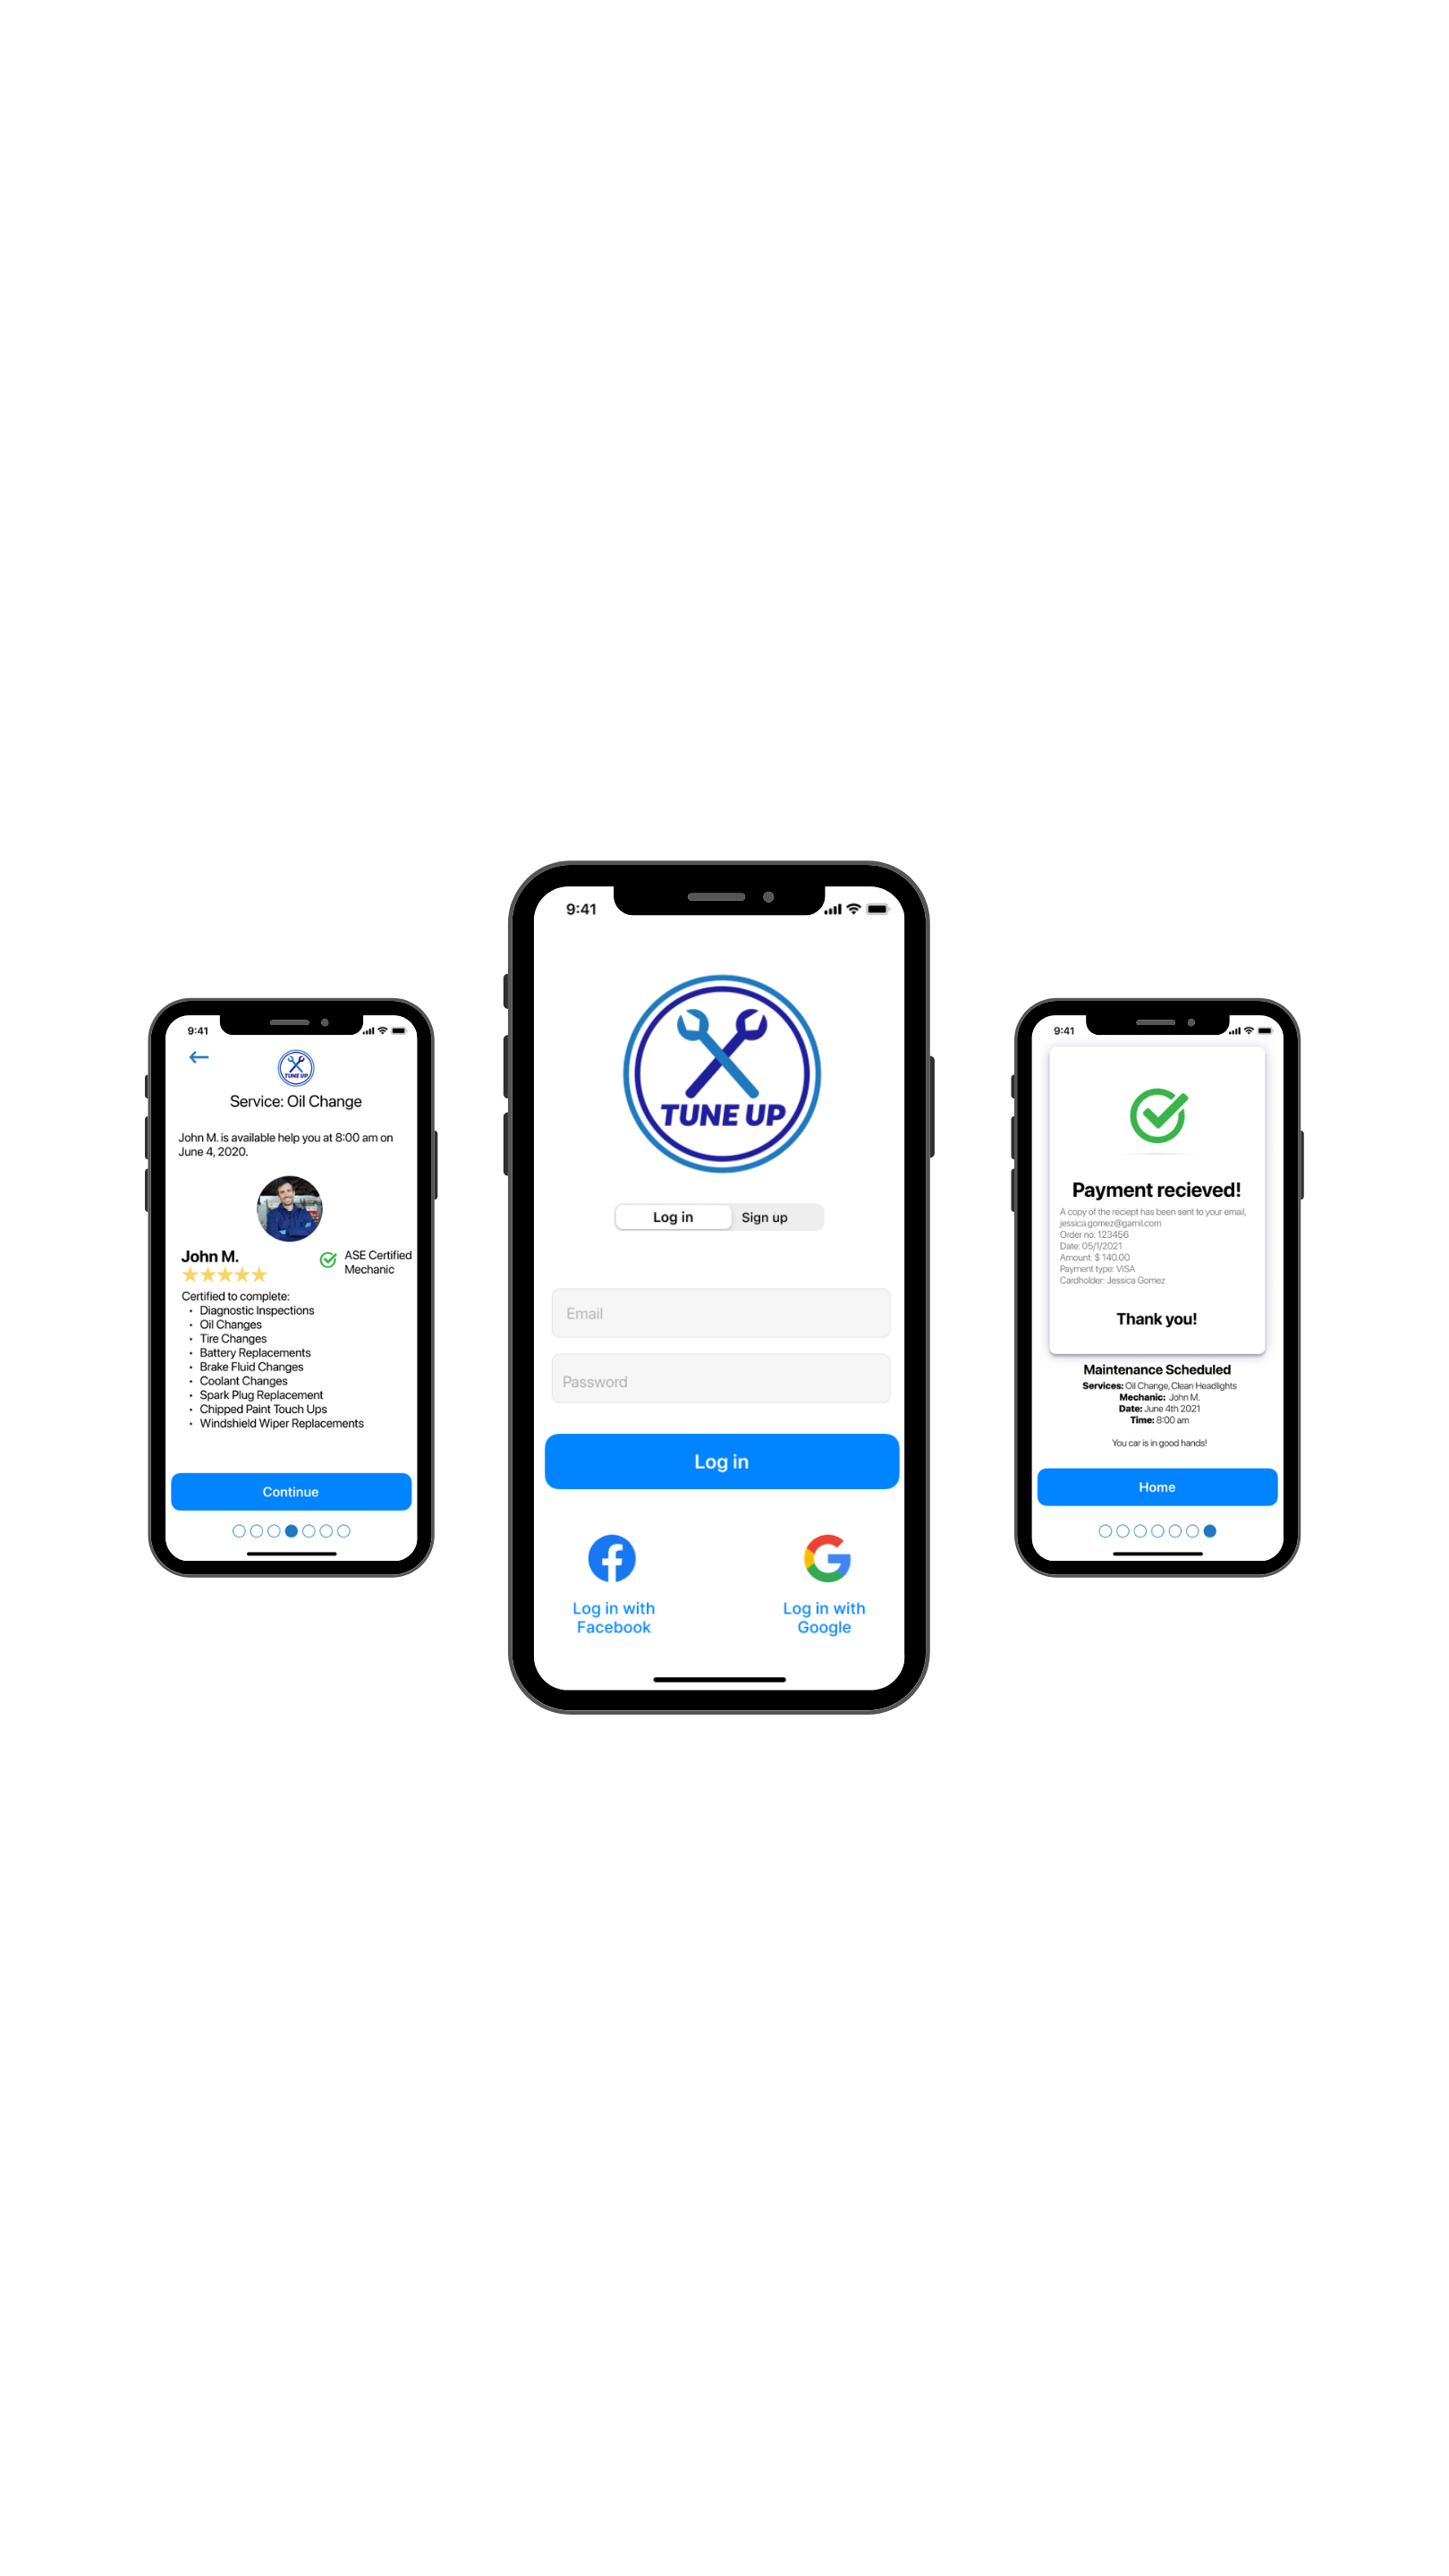 9:41
TUNE UP
Service: Oil Change
John M. is available help you at 8:00 am on
June 4, 2020.
John M.
ASE Certified
Mechanic
Certified to complete:
• Diagnostic Inspections
• Oil Changes
• Tire Changes
• Battery Replacements
• Brake Fluid Changes
• Coolant Changes
• Spark Plug Replacement
• Chipped Paint Touch Ups
• Windshield Wiper Replacements
Continue
9:41
TUNE UP
Log in
Sign up
Email
Password
Log in
Log in with
Facebook
Log in with
Google
9:41
Payment recieved!
A copy of the reciept has been sent to your email,
jessica.gomez@gamil.com
Order no: 123456
Date: 05/1/2021
Amount: $ 140.00
Payment type: VISA
Cardholder: Jessica Gomez
Thank you!
Maintenance Scheduled
Services: Oil Change, Clean Headlights
Mechanic: John M.
Date: June 4th 2021
Time: 8:00 am
You car is in good hands!
Home